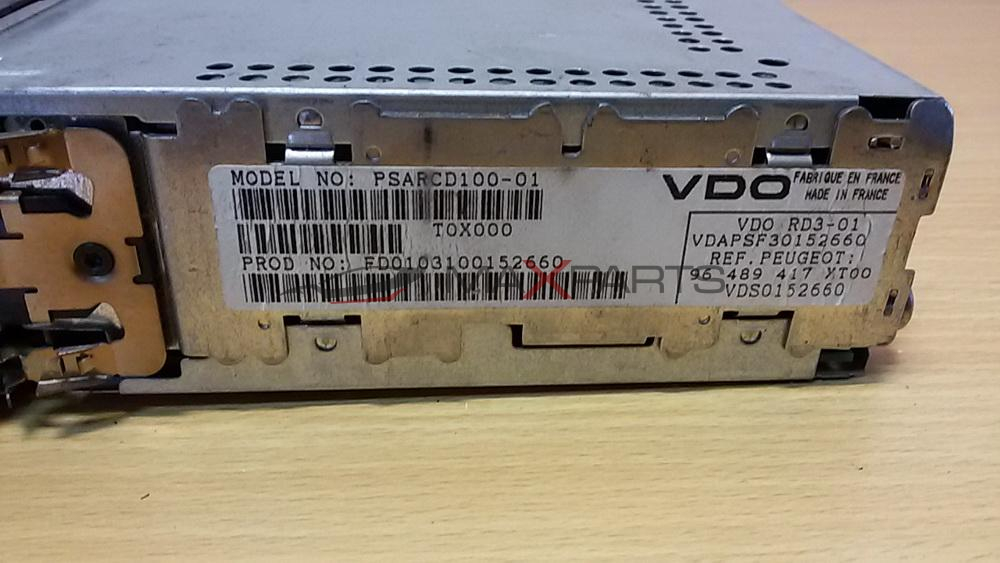 MODEL NO: PSARCD100-01
T0X000
PROD NO: FD0103100152660
VDO
FABRIQUE EN FRANCE
MADE IN FRANCE
VDO RD3-01
VDAPSF30152660
REF.PEUGEOT:
96 489 417 XT00
VDS0152660
MAXPARTS